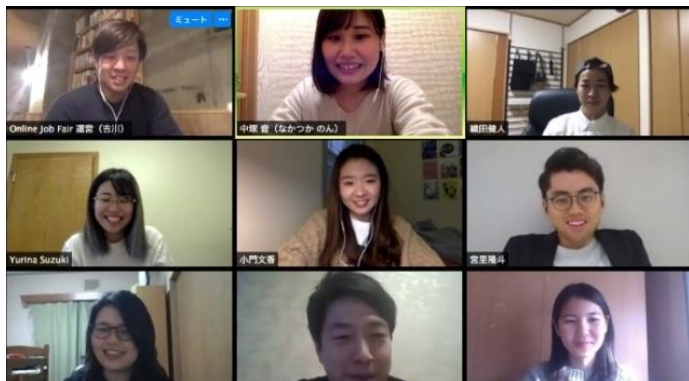 ミュート ...
Online Job Fair 運営（古川）
中塚 音（なかつか のん）
織田健人
Yurina Suzuki
小門文香
宮里隆斗